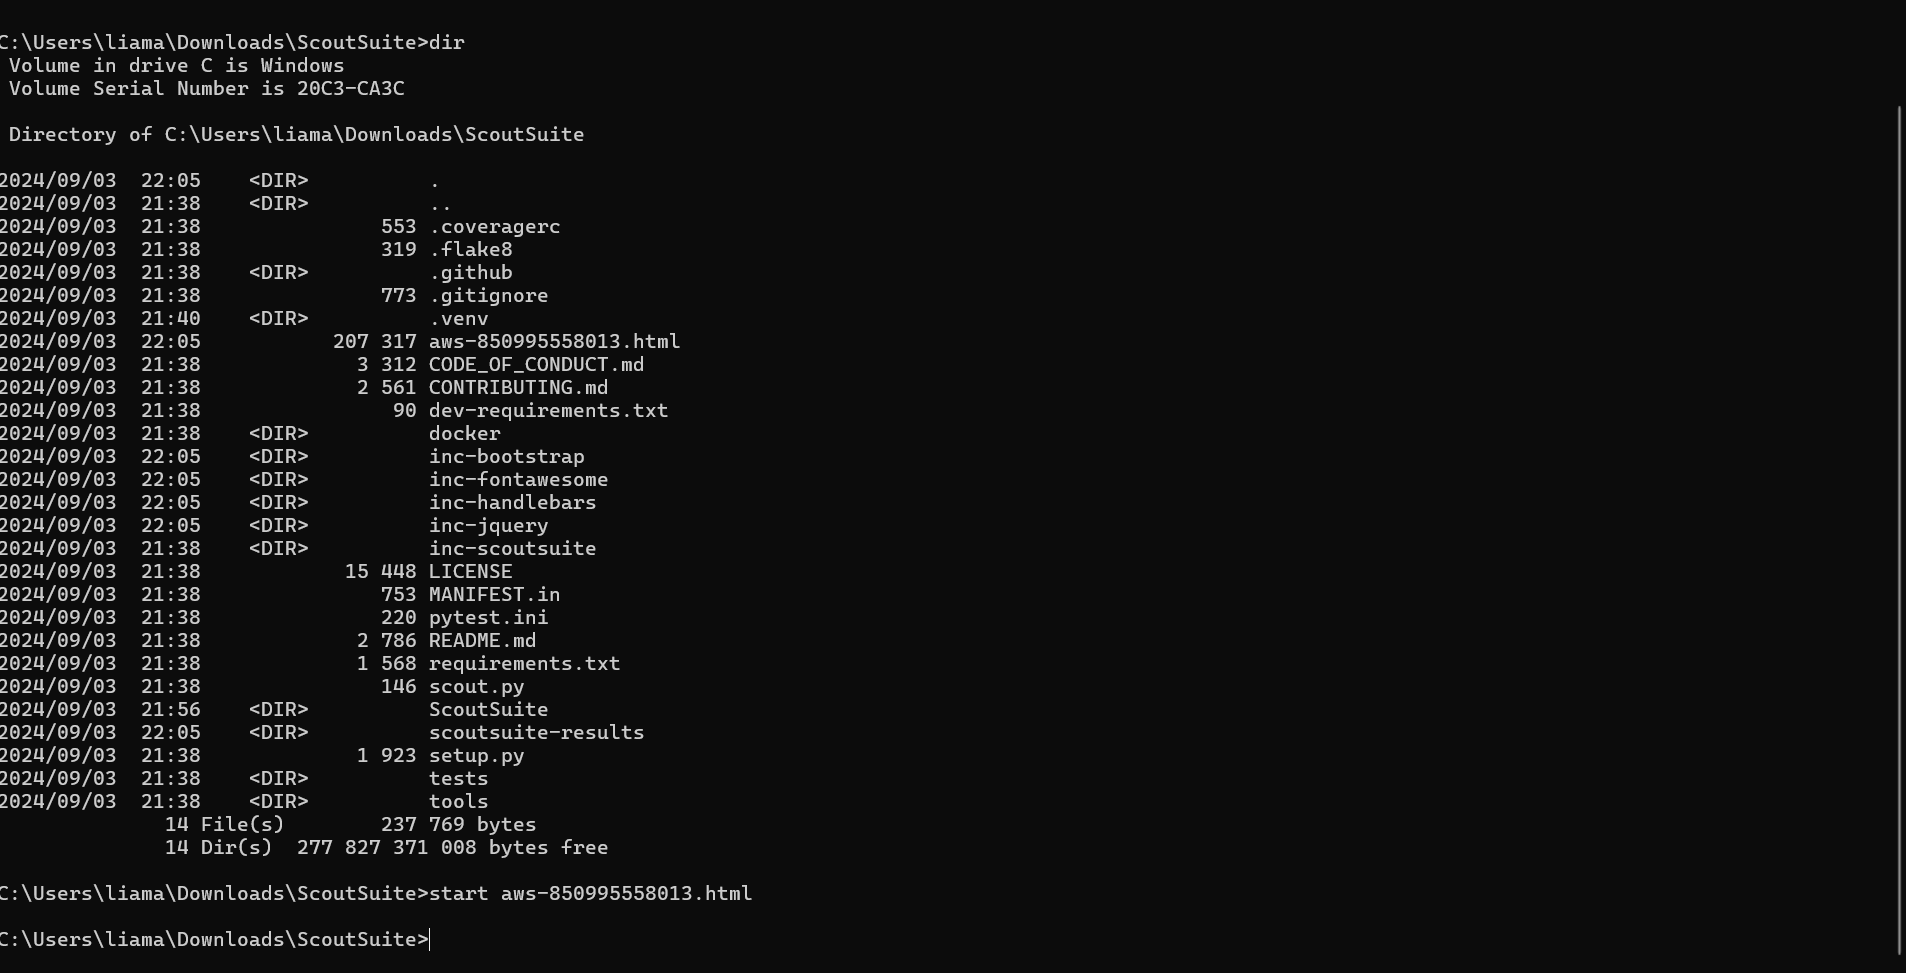 C:\Users\liama\Downloads\ScoutSuite>dir
 Volume in drive C is Windows
 Volume Serial Number is 20C3-CA3C

 Directory of C:\Users\liama\Downloads\ScoutSuite

2024/09/03  22:05    <DIR>          .
2024/09/03  21:38    <DIR>          ..
2024/09/03  21:38               553 .coveragerc
2024/09/03  21:38               319 .flake8
2024/09/03  21:38    <DIR>          .github
2024/09/03  21:38               773 .gitignore
2024/09/03  21:40    <DIR>          .venv
2024/09/03  22:05           207 317 aws-850995558013.html
2024/09/03  21:38             3 312 CODE_OF_CONDUCT.md
2024/09/03  21:38             2 561 CONTRIBUTING.md
2024/09/03  21:38                90 dev-requirements.txt
2024/09/03  21:38    <DIR>          docker
2024/09/03  22:05    <DIR>          inc-bootstrap
2024/09/03  22:05    <DIR>          inc-fontawesome
2024/09/03  22:05    <DIR>          inc-handlebars
2024/09/03  22:05    <DIR>          inc-jquery
2024/09/03  21:38    <DIR>          inc-scoutsuite
2024/09/03  21:38            15 448 LICENSE
2024/09/03  21:38               753 MANIFEST.in
2024/09/03  21:38               220 pytest.ini
2024/09/03  21:38             2 786 README.md
2024/09/03  21:38             1 568 requirements.txt
2024/09/03  21:38               146 scout.py
2024/09/03  21:56    <DIR>          ScoutSuite
2024/09/03  22:05    <DIR>          scoutsuite-results
2024/09/03  21:38             1 923 setup.py
2024/09/03  21:38    <DIR>          tests
2024/09/03  21:38    <DIR>          tools
              14 File(s)        237 769 bytes
              14 Dir(s)  277 827 371 008 bytes free

C:\Users\liama\Downloads\ScoutSuite>start aws-850995558013.html

C:\Users\liama\Downloads\ScoutSuite>